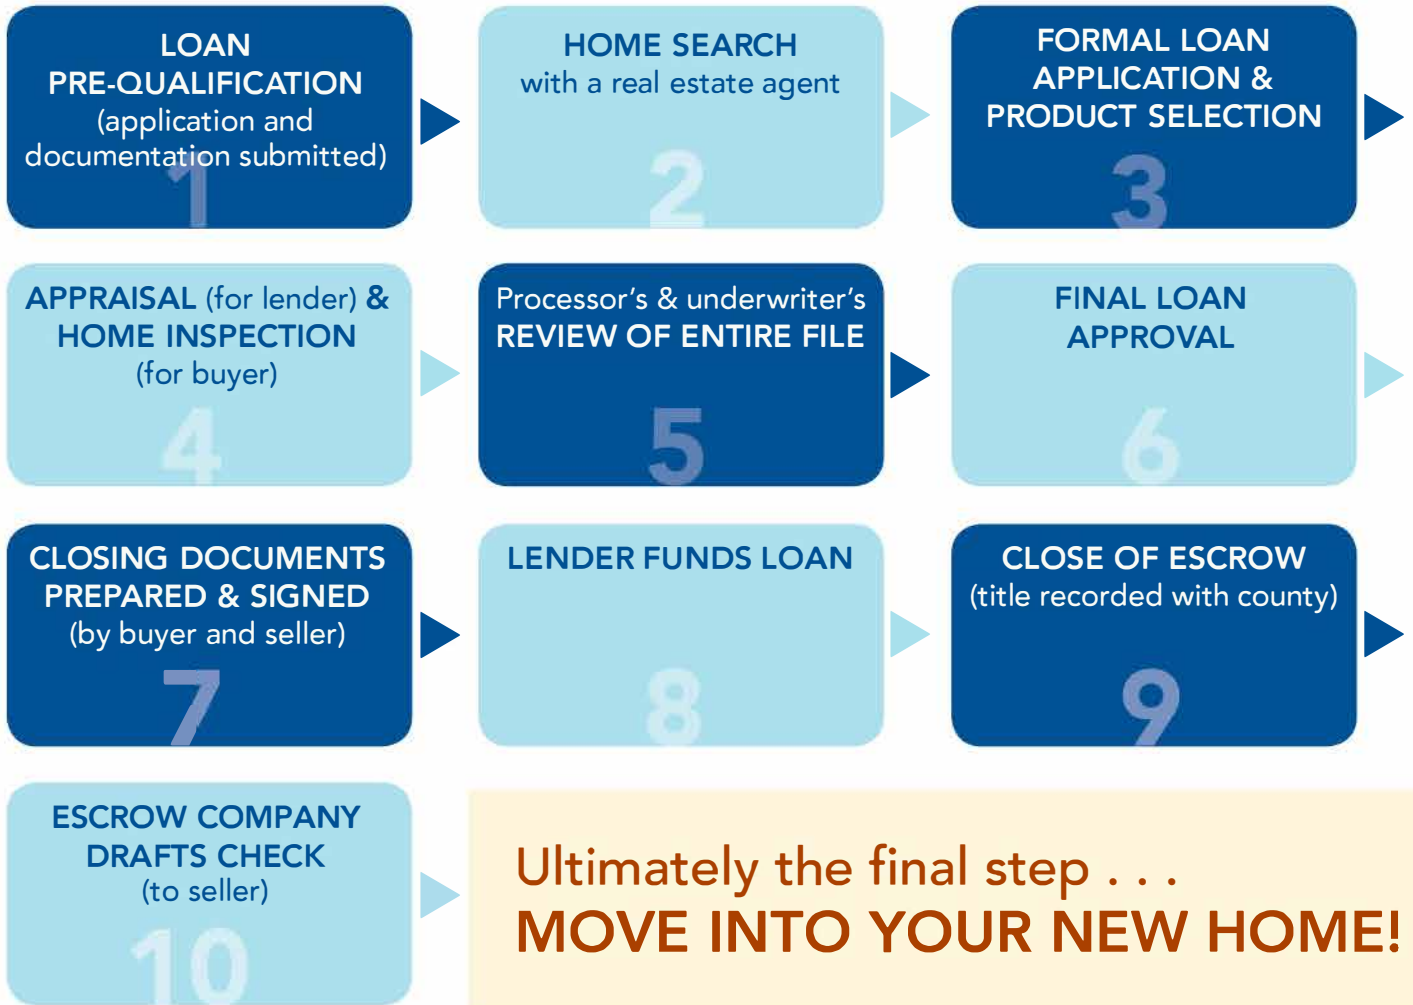 LOAN
PRE-QUALIFICATION
(application and
documentation submitted)
1
HOME SEARCH
with a real estate agent
2
FORMAL LOAN
APPLICATION &
PRODUCT SELECTION
3
APPRAISAL (for lender) &
HOME INSPECTION
(for buyer)
4
Processor's & underwriter's
REVIEW OF ENTIRE FILE
5
FINAL LOAN
APPROVAL
6
CLOSING DOCUMENTS
PREPARED & SIGNED
(by buyer and seller)
7
LENDER FUNDS LOAN
8
CLOSE OF ESCROW
(title recorded with county)
9
ESCROW COMPANY
DRAFTS CHECK
(to seller)
10
Ultimately the final step . . .
MOVE INTO YOUR NEW HOME!